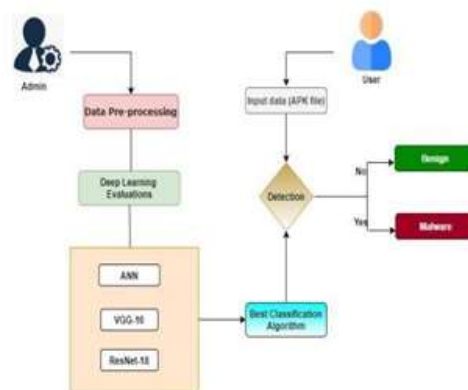 Admin
User
Data Pre-processing
Input data (APK file)
Deep Learning
Evaluations
Detection
No
Benign
Yes
Malware
ANN
VGG-16
ResNet-18
Best Classification
Algorithm